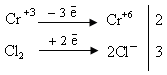 Cr⁺³ − 3 ē → Cr⁺⁶ | 2
Cl₂ + 2 ē → 2Cl⁻ | 3